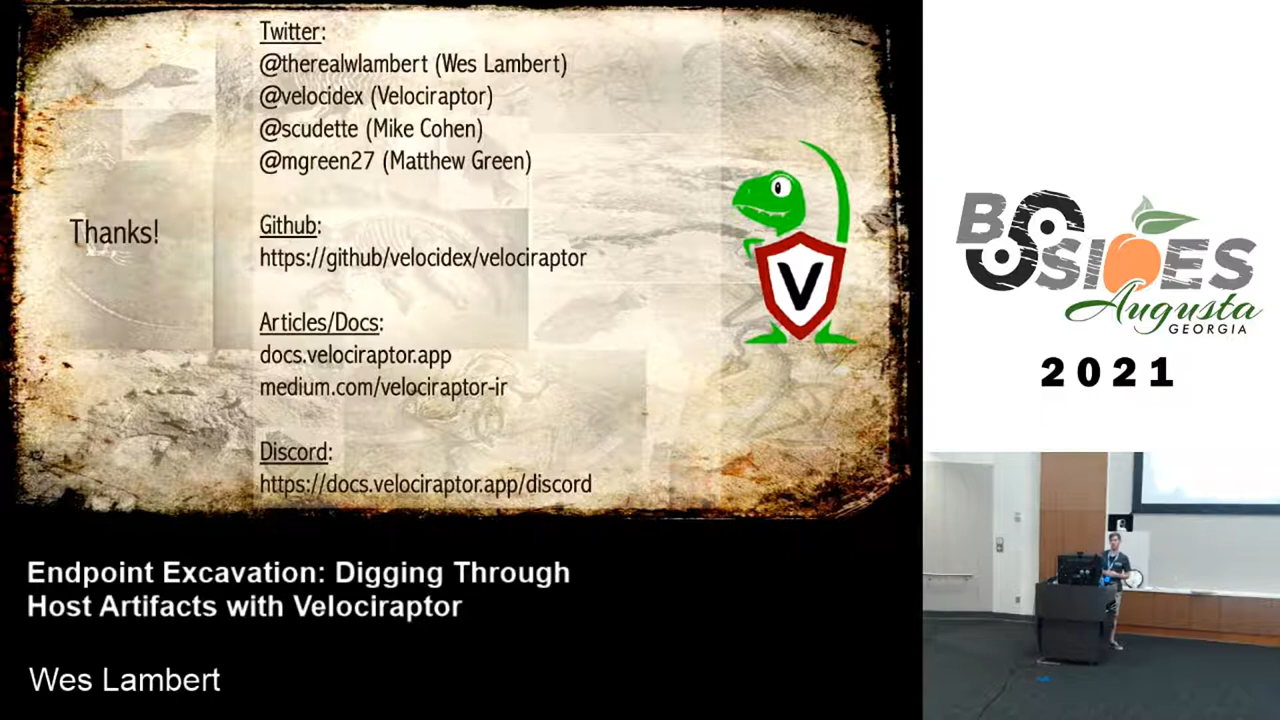 Twitter:
@therealwlambert (Wes Lambert)
@velocidex (Velociraptor)
@scudette (Mike Cohen)
@mgreen27 (Matthew Green)
Thanks!
Github:
https://github/velocidex/velociraptor
Articles/Docs:
docs.velociraptor.app
medium.com/velociraptor-ir
Discord:
https://docs.velociraptor.app/discord
V
BSIDES
Augusta
GEORGIA
2021
Endpoint Excavation: Digging Through
Host Artifacts with Velociraptor
Wes Lambert